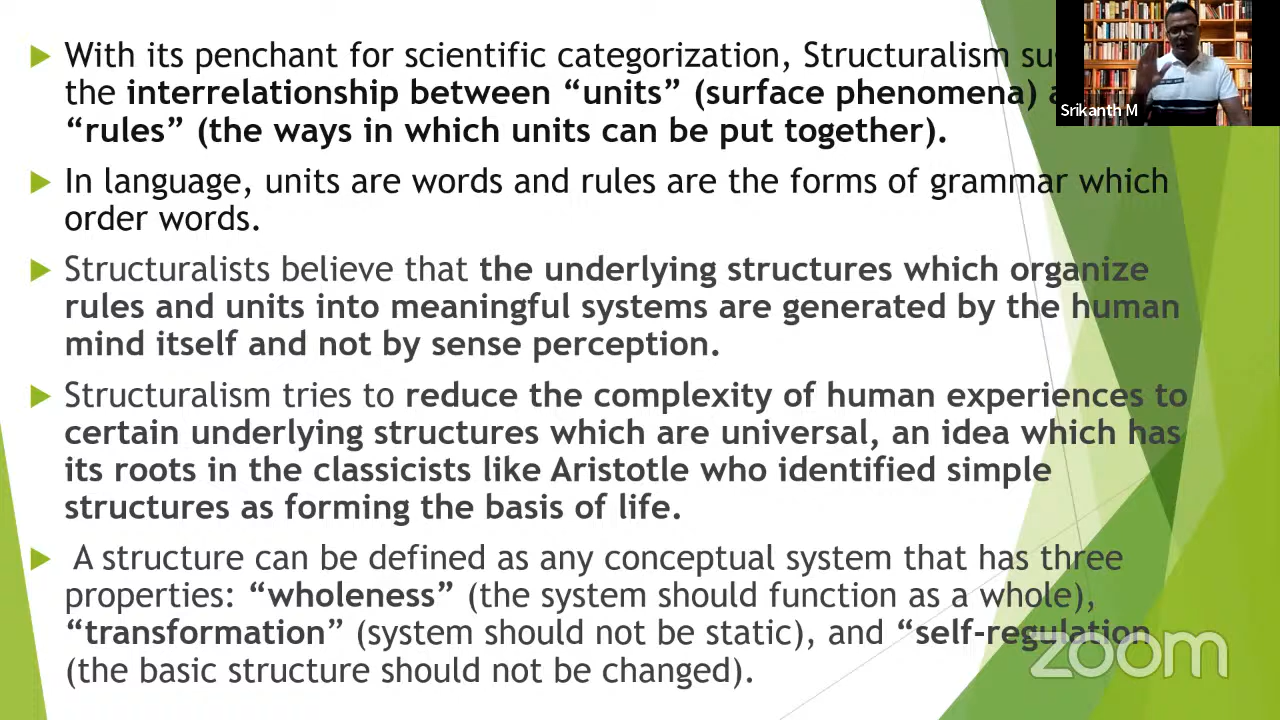 With its penchant for scientific categorization, Structuralism
the interrelationship between “units” (surface phenomena)
“rules” (the ways in which units can be put together).
In language, units are words and rules are the forms of grammar which
order words.
Structuralists believe that the underlying structures which organize
rules and units into meaningful systems are generated by the human
mind itself and not by sense perception.
Structuralism tries to reduce the complexity of human experiences to
certain underlying structures which are universal, an idea which has
its roots in the classicists like Aristotle who identified simple
structures as forming the basis of life.
A structure can be defined as any conceptual system that has three
properties: “wholeness” (the system should function as a whole),
“transformation” (system should not be static), and “self-regulation
(the basic structure should not be changed).
Srikanth M
zoom